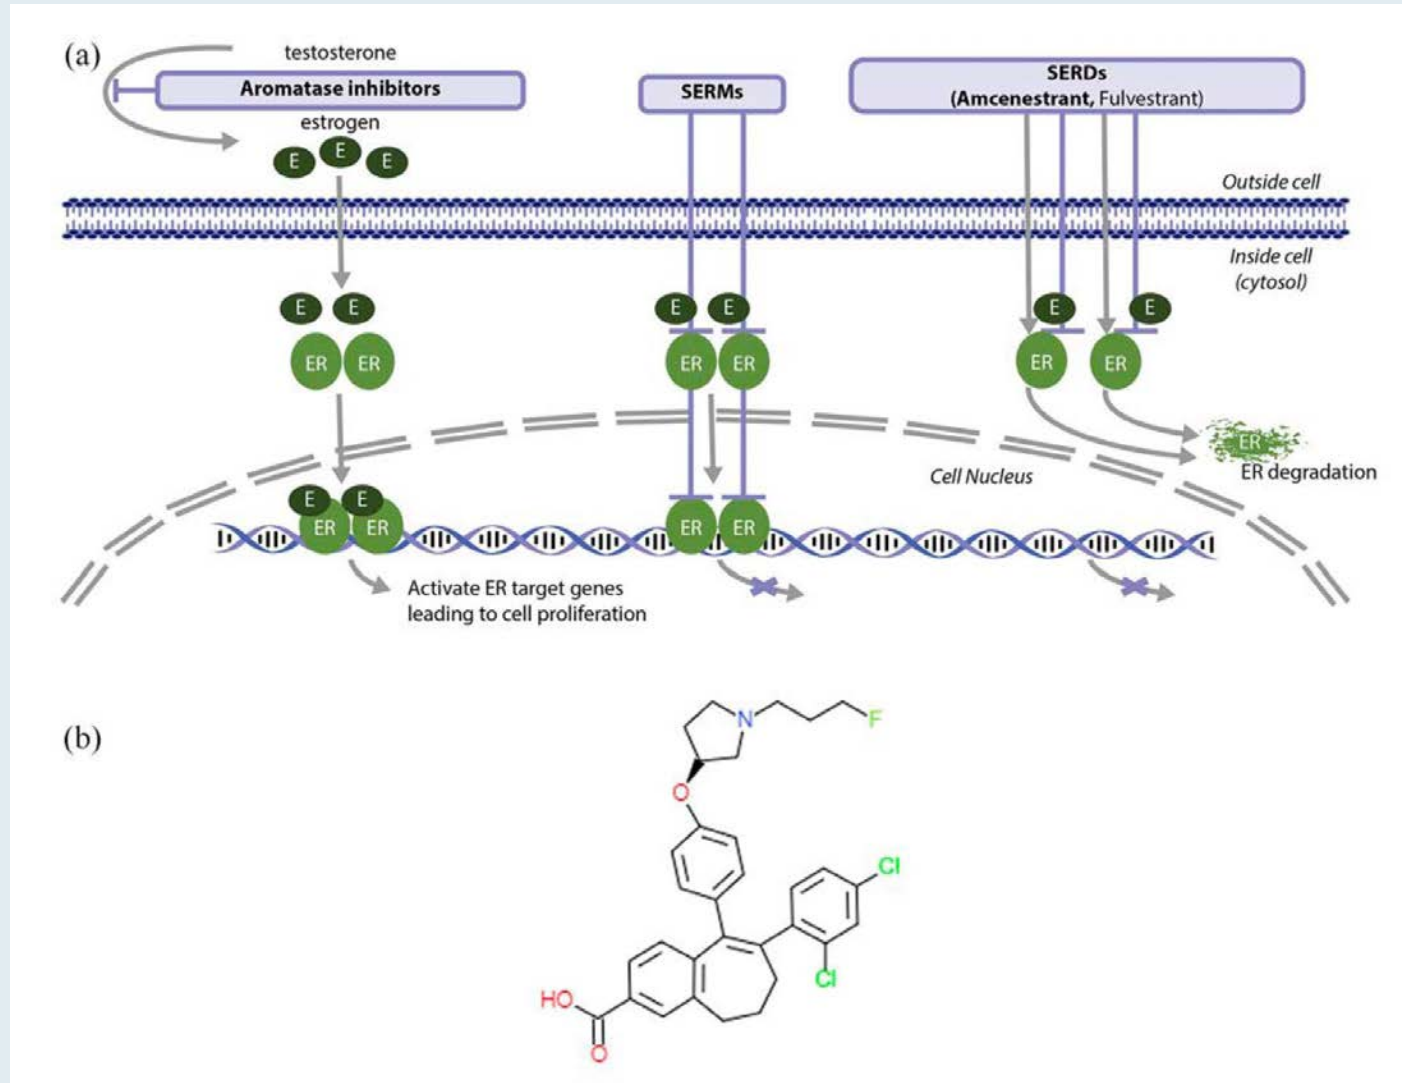 (a)
testosterone
Aromatase inhibitors
estrogen
E
E
E
SERMs
SERDs
(Amcenestrant, Fulvestrant)
Outside cell
Inside cell
(cytosol)
E
E
ER
ER
E
E
ER
ER
E
E
ER
ER
ER
ER degradation
Cell Nucleus
E
E
ER
ER
ER
ER
Activate ER target genes
leading to cell proliferation
(b)
N
F
O
Cl
Cl
HO
O